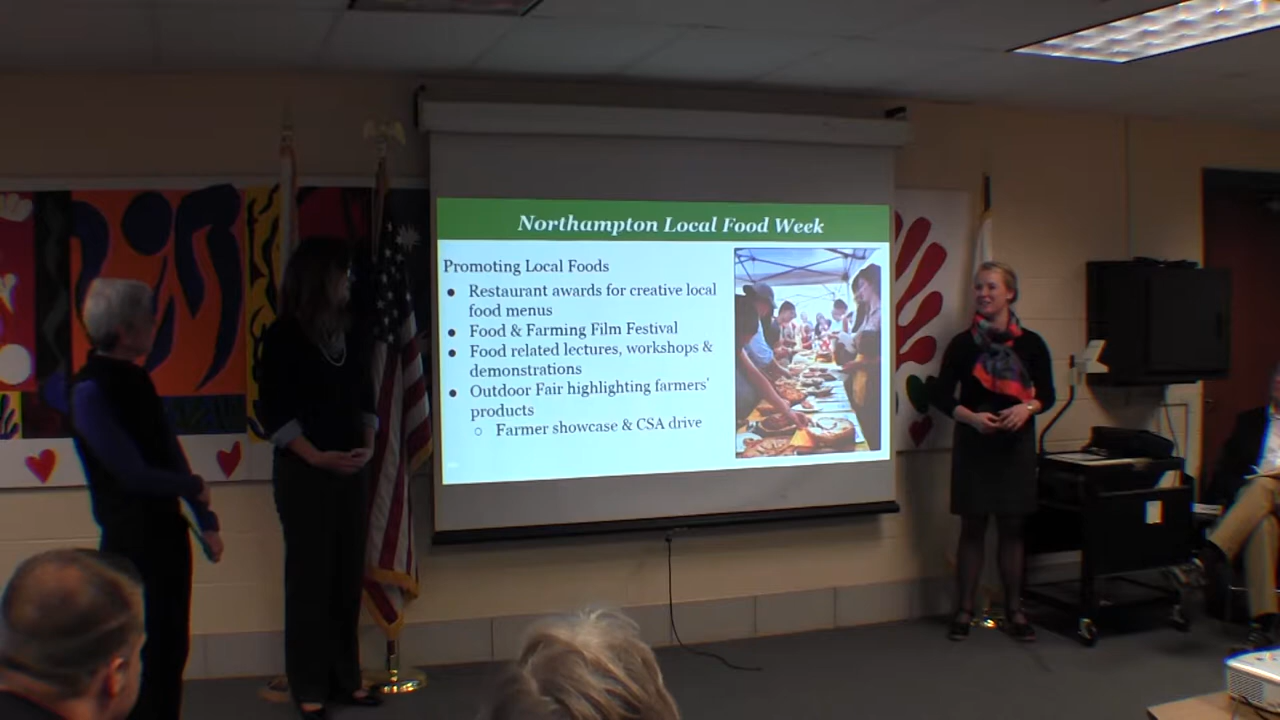 Northampton Local Food Week
Promoting Local Foods
● Restaurant awards for creative local
food menus
● Food & Farming Film Festival
● Food related lectures, workshops &
demonstrations
● Outdoor Fair highlighting farmers'
products
○ Farmer showcase & CSA drive